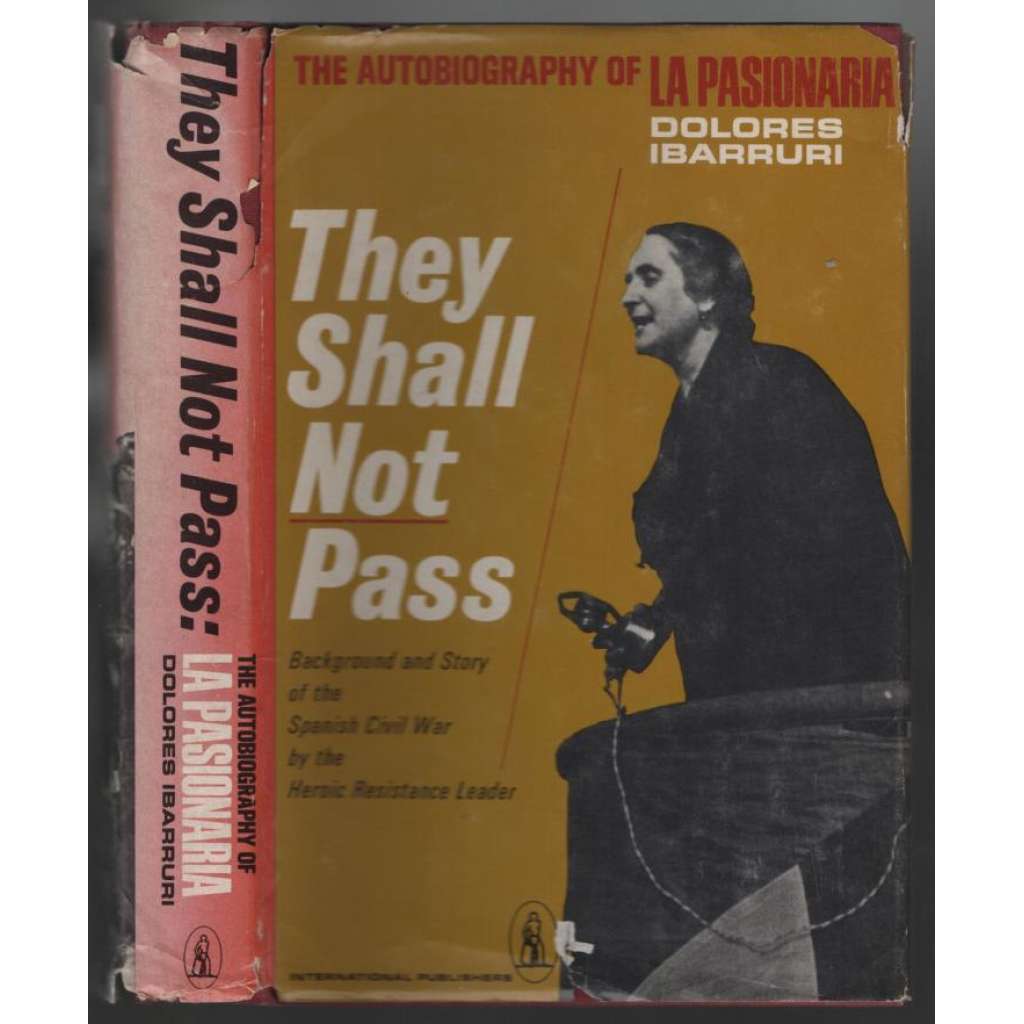 They Shall Not Pass:
THE AUTOBIOGRAPHY OF
LA PASIONARIA
DOLORES IBARRURI
THE AUTOBIOGRAPHY OF LA PASIONARIA
DOLORES
IBARRURI
They
Shall
Not
Pass
Background and Story
of the
Spanish Civil War
by the
Heroic Resistance Leader
INTERNATIONAL PUBLISHERS